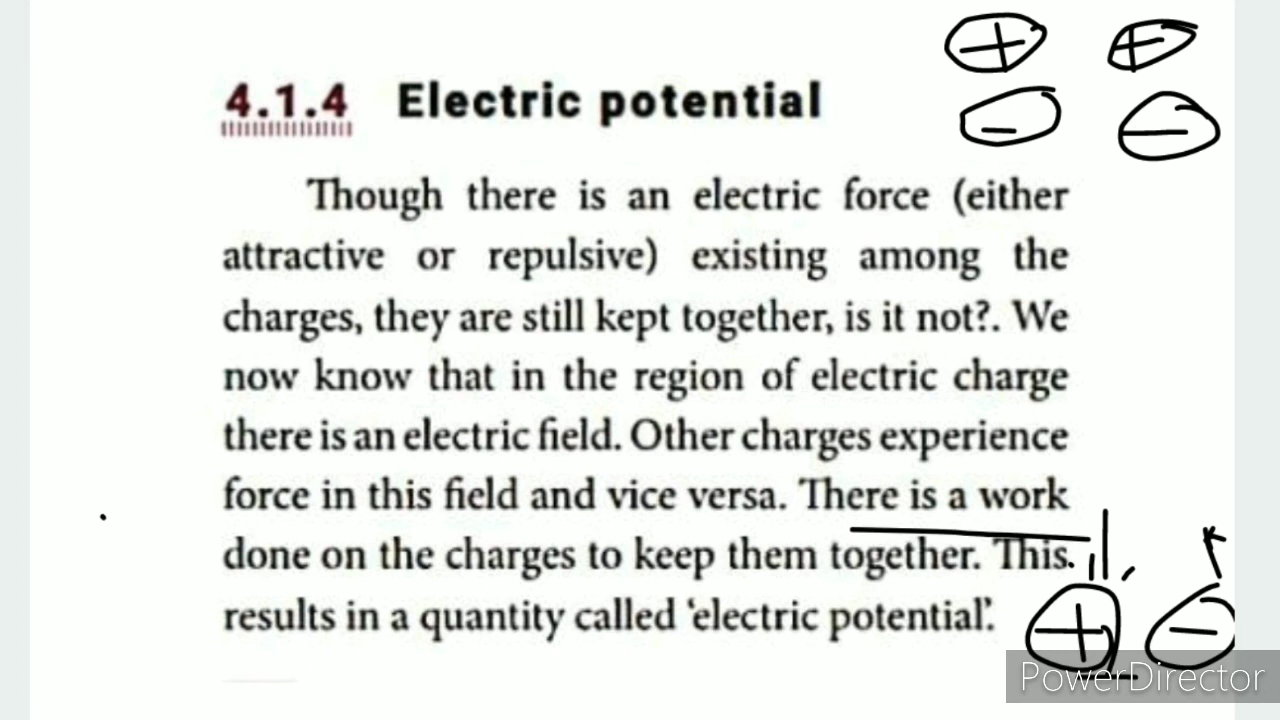 4.1.4 Electric potential
Though there is an electric force (either
attractive or repulsive) existing among the
charges, they are still kept together, is it not?. We
now know that in the region of electric charge
there is an electric field. Other charges experience
force in this field and vice versa. There is a work
done on the charges to keep them together. This
results in a quantity called ‘electric potential’.
+ +
- -
+ -
PowerDirector